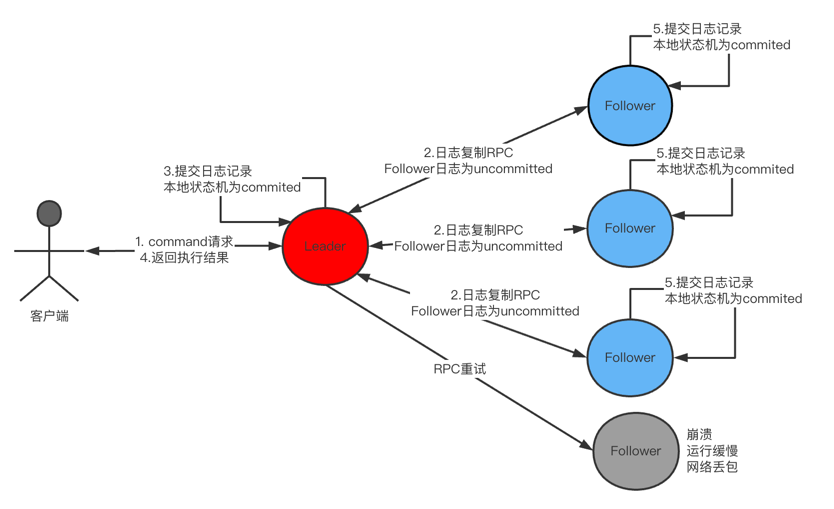 5.提交日志记录
本地状态机为commited
Follower
2.日志复制RPC
Follower日志为uncommitted
3.提交日志记录
本地状态机为commited
5.提交日志记录
本地状态机为commited
Follower
2.日志复制RPC
Follower日志为uncommitted
Leader
1. command请求
4.返回执行结果
客户端
5.提交日志记录
本地状态机为commited
2.日志复制RPC
Follower日志为uncommitted
Follower
RPC重试
Follower
崩溃
运行缓慢
网络丢包